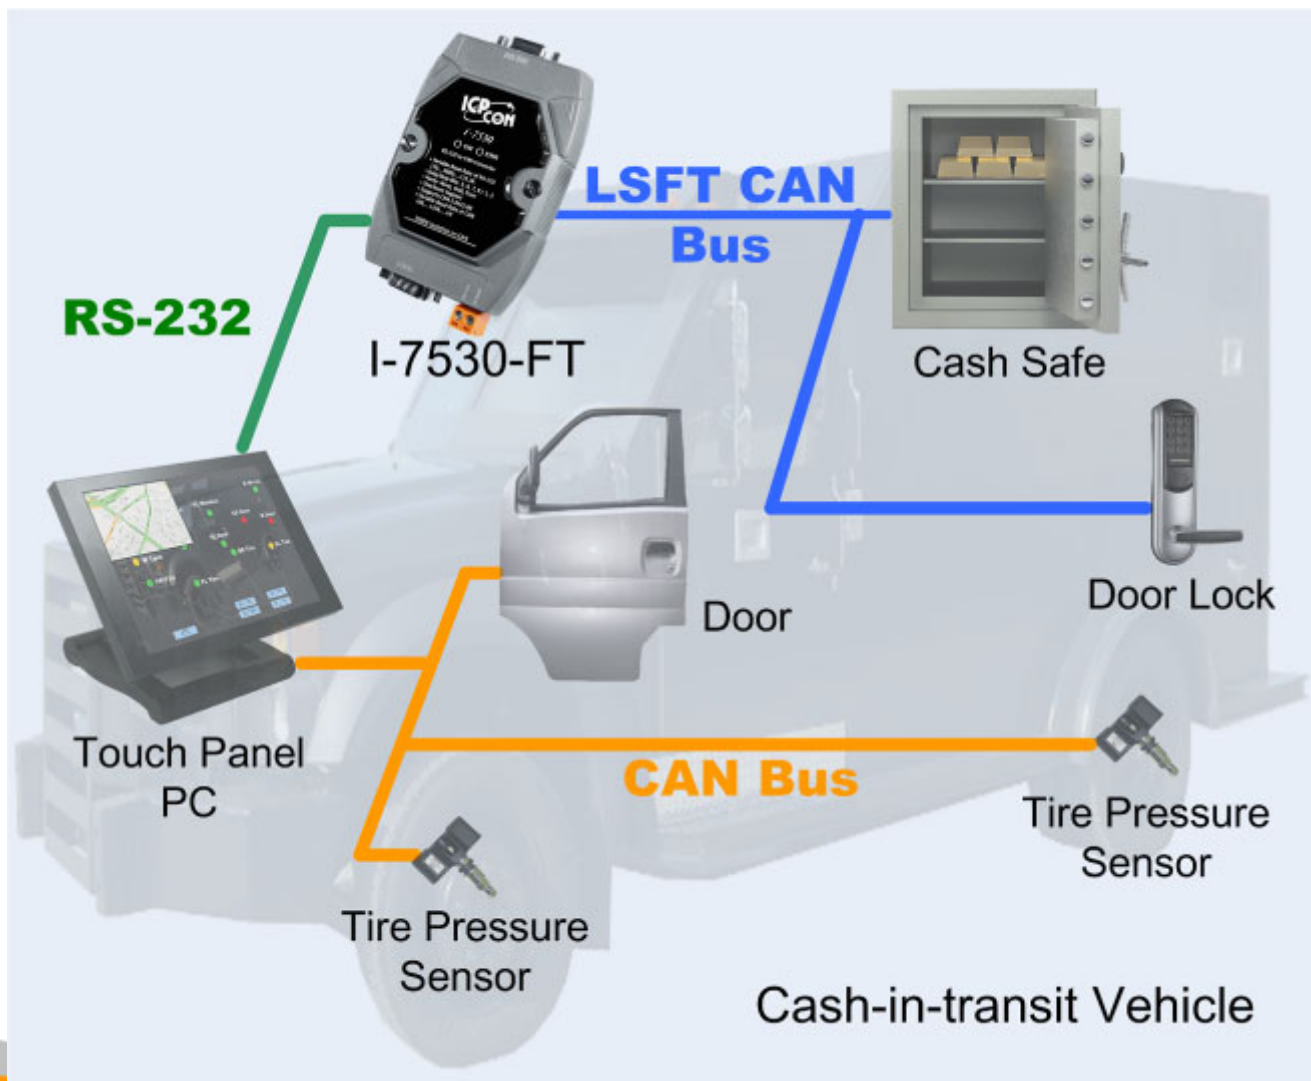 ICP
CON
I-7530
LSFT CAN
Bus
RS-232
I-7530-FT
Cash Safe
Door
Door Lock
Touch Panel
PC
CAN Bus
Tire Pressure
Sensor
Tire Pressure
Sensor
Cash-in-transit Vehicle